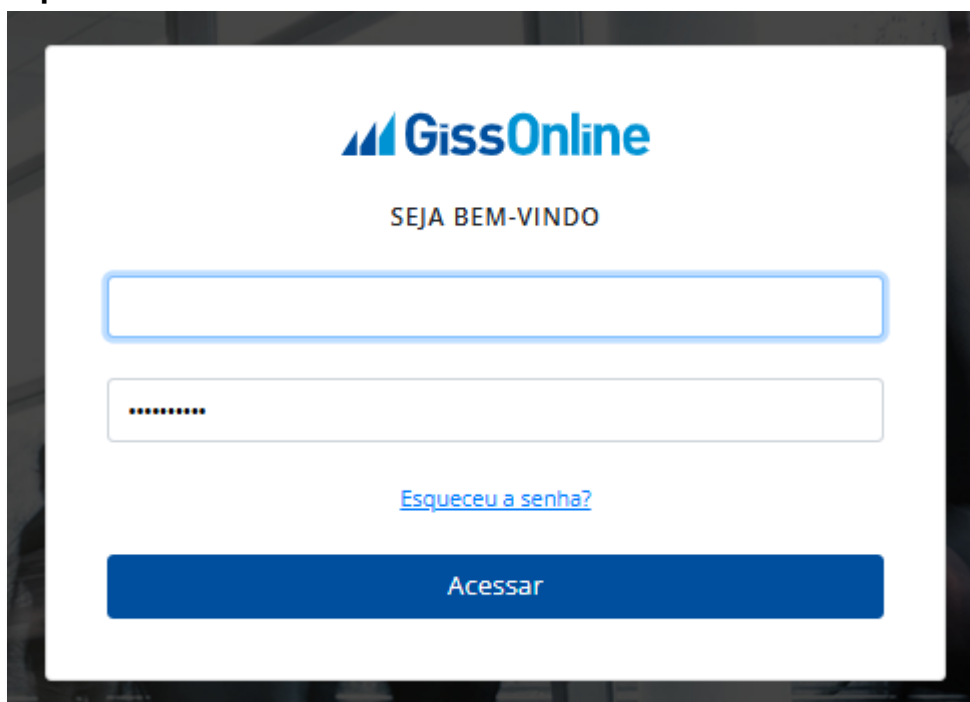 GissOnline
SEJA BEM-VINDO
••••••••••
Esqueceu a senha?
Acessar